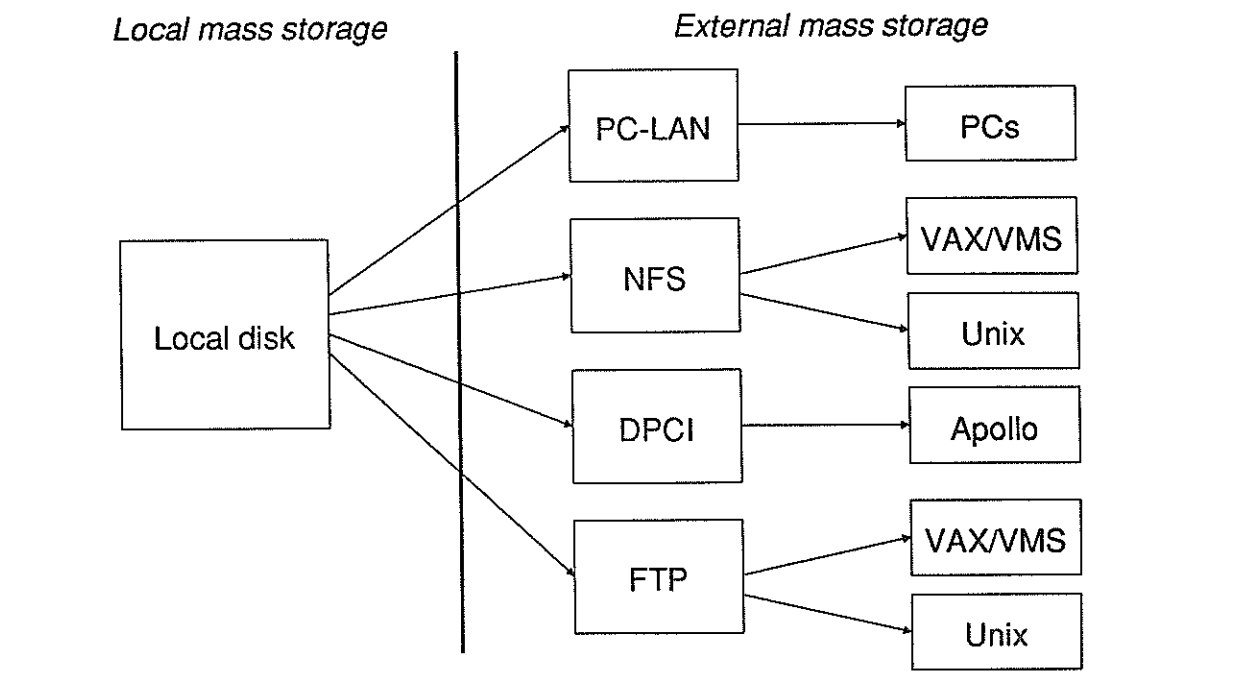 Local mass storage
External mass storage
Local disk
PC-LAN
PCs
NFS
VAX/VMS
Unix
DPCI
Apollo
FTP
VAX/VMS
Unix